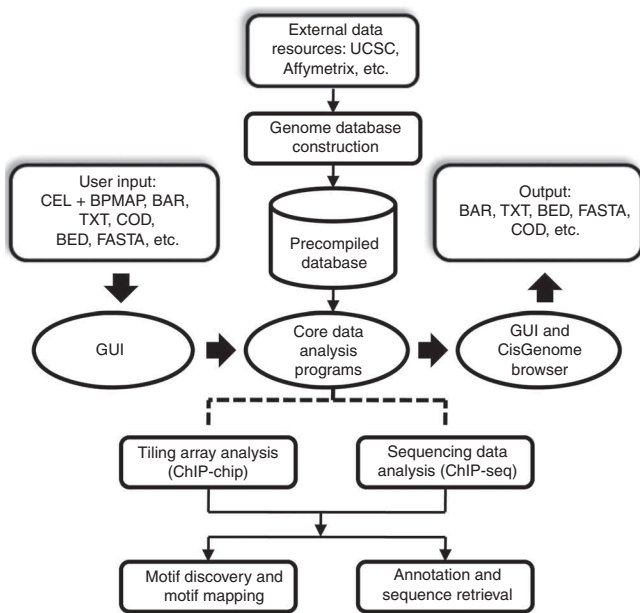 External data
resources: UCSC,
Affymetrix, etc.
Genome database
construction
User input:
CEL + BPMAP, BAR,
TXT, COD,
BED, FASTA, etc.
Precompiled
database
Output:
BAR, TXT, BED, FASTA,
COD, etc.
GUI
Core data
analysis
programs
GUI and
CisGenome
browser
Tiling array analysis
(ChIP-chip)
Sequencing data
analysis (ChIP-seq)
Motif discovery and
motif mapping
Annotation and
sequence retrieval